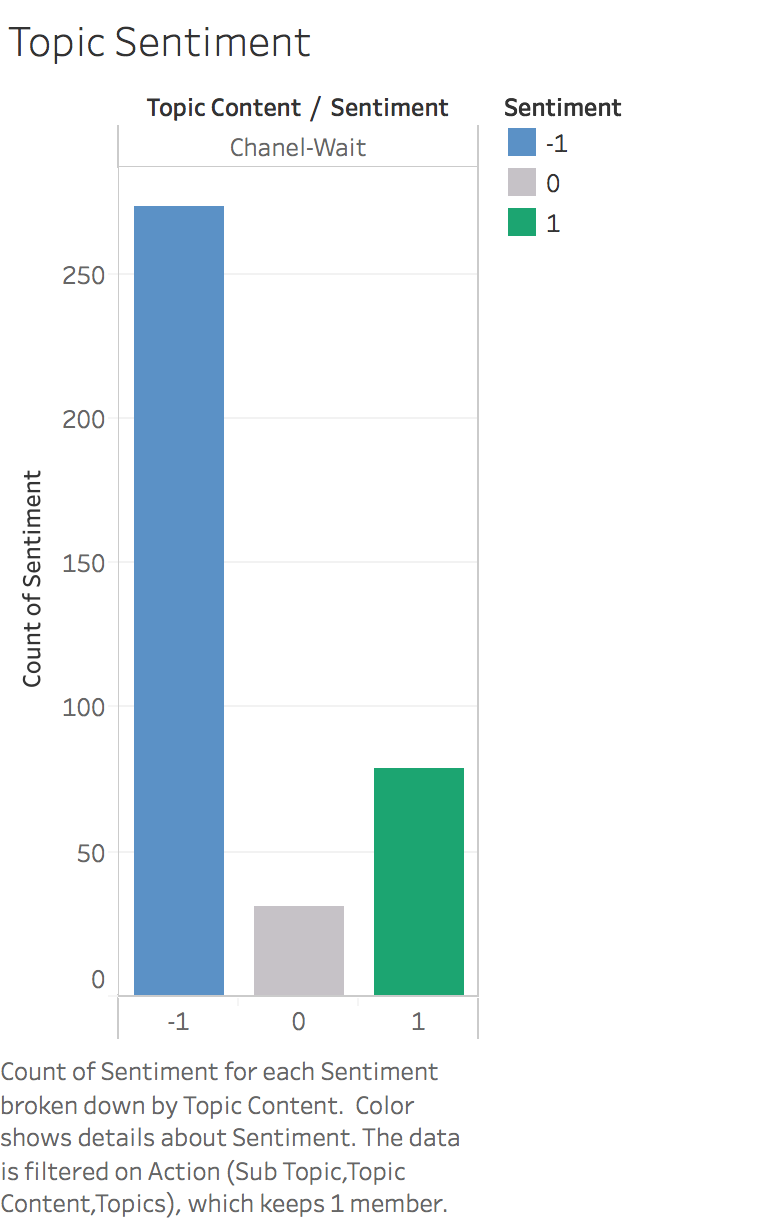 Topic Sentiment
Topic Content / Sentiment
Chanel-Wait
Sentiment
-1
0
1
Count of Sentiment
250
200
150
100
50
0
-1
0
1
Count of Sentiment for each Sentiment
broken down by Topic Content.  Color
shows details about Sentiment. The data
is filtered on Action (Sub Topic,Topic
Content,Topics), which keeps 1 member.